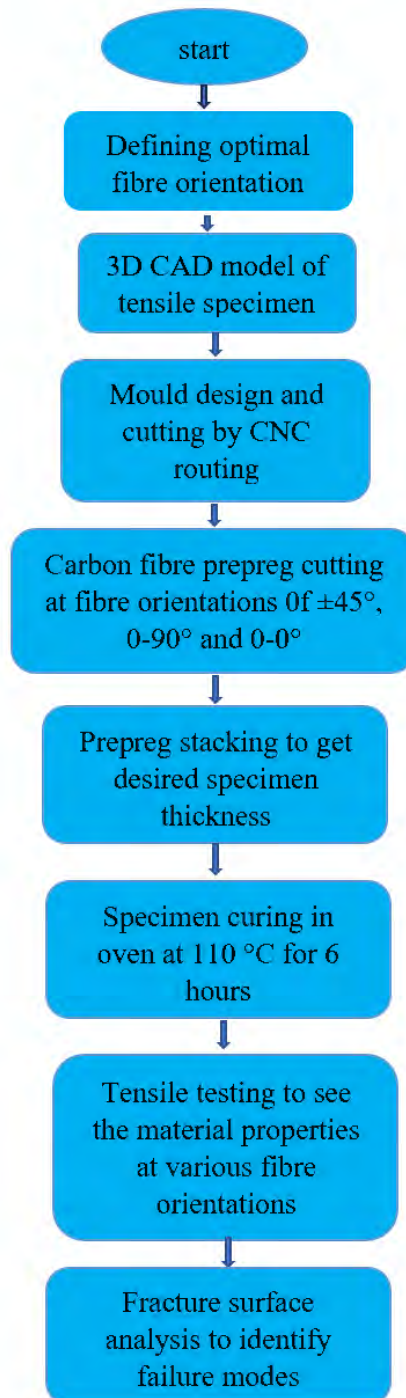 start
Defining optimal
fibre orientation
3D CAD model of
tensile specimen
Mould design and
cutting by CNC
routing
Carbon fibre prepreg cutting
at fibre orientations 0f ±45°,
0-90° and 0-0°
Prepreg stacking to get
desired specimen
thickness
Specimen curing in
oven at 110 °C for 6
hours
Tensile testing to see
the material properties
at various fibre
orientations
Fracture surface
analysis to identify
failure modes